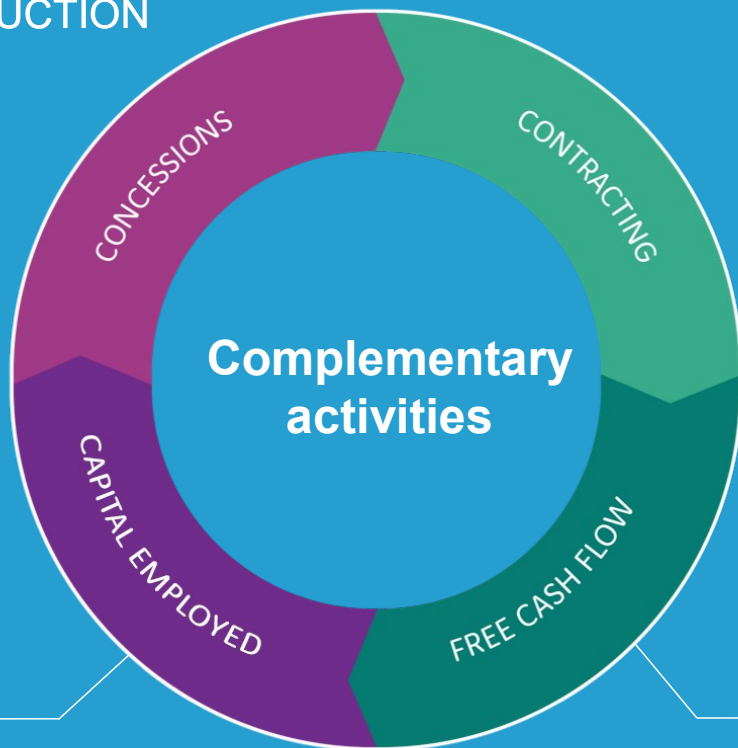 UCTION
CONCESSIONS
CONTRACTING
Complementary
activities
CAPITAL EMPLOYED
FREE CASH FLOW